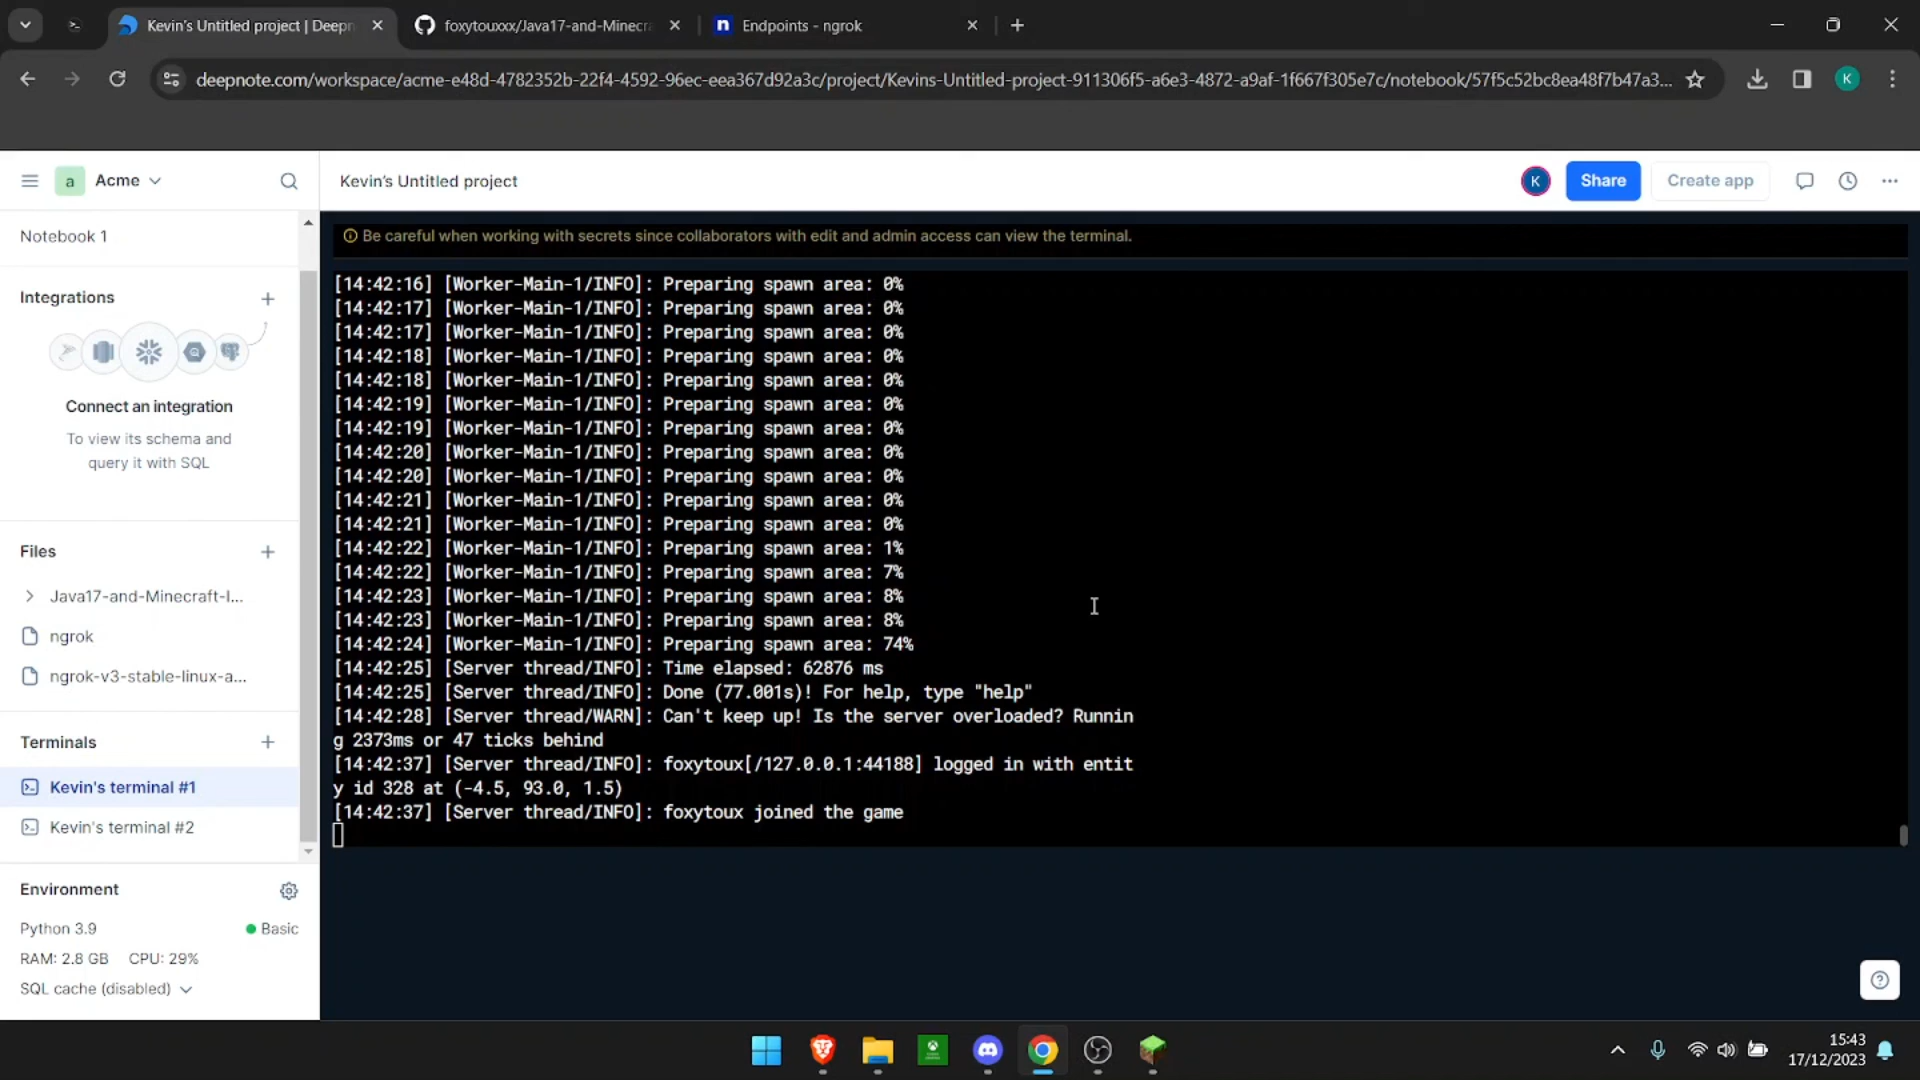 Kevin's Untitled project | Deepn
foxytouxxx/Java17-and-Minecra
Endpoints - ngrok
deepnote.com/workspace/acme-e48d-4782352b-22f4-4592-96ec-eea367d92a3c/project/Kevins-Untitled-project-911306f5-a6e3-4872-a9af-1f667f305e7c/notebook/57f5c52bc8ea48f7b47a3...
K
a
Acme
Kevin's Untitled project
K
Share
Create app
Notebook 1
Integrations
Connect an integration
To view its schema and
query it with SQL
Files
Java17-and-Minecraft-I...
ngrok
ngrok-v3-stable-linux-a...
Terminals
Kevin's terminal #1
Kevin's terminal #2
Environment
Python 3.9
Basic
RAM: 2.8 GB CPU: 29%
SQL cache (disabled)
Be careful when working with secrets since collaborators with edit and admin access can view the terminal.
[14:42:16] [Worker-Main-1/INFO]: Preparing spawn area: 0%
[14:42:17] [Worker-Main-1/INFO]: Preparing spawn area: 0%
[14:42:17] [Worker-Main-1/INFO]: Preparing spawn area: 0%
[14:42:18] [Worker-Main-1/INFO]: Preparing spawn area: 0%
[14:42:18] [Worker-Main-1/INFO]: Preparing spawn area: 0%
[14:42:19] [Worker-Main-1/INFO]: Preparing spawn area: 0%
[14:42:19] [Worker-Main-1/INFO]: Preparing spawn area: 0%
[14:42:20] [Worker-Main-1/INFO]: Preparing spawn area: 0%
[14:42:20] [Worker-Main-1/INFO]: Preparing spawn area: 0%
[14:42:21] [Worker-Main-1/INFO]: Preparing spawn area: 0%
[14:42:21] [Worker-Main-1/INFO]: Preparing spawn area: 0%
[14:42:22] [Worker-Main-1/INFO]: Preparing spawn area: 1%
[14:42:22] [Worker-Main-1/INFO]: Preparing spawn area: 7%
[14:42:23] [Worker-Main-1/INFO]: Preparing spawn area: 8%
[14:42:23] [Worker-Main-1/INFO]: Preparing spawn area: 8%
[14:42:24] [Worker-Main-1/INFO]: Preparing spawn area: 74%
[14:42:25] [Server thread/INFO]: Time elapsed: 62876 ms
[14:42:25] [Server thread/INFO]: Done (77.001s)! For help, type "help"
[14:42:28] [Server thread/WARN]: Can't keep up! Is the server overloaded? Runnin
g 2373ms or 47 ticks behind
[14:42:37] [Server thread/INFO]: foxytoux[/127.0.0.1:44188] logged in with entit
y id 328 at (-4.5, 93.0, 1.5)
[14:42:37] [Server thread/INFO]: foxytoux joined the game
15:43
17/12/2023